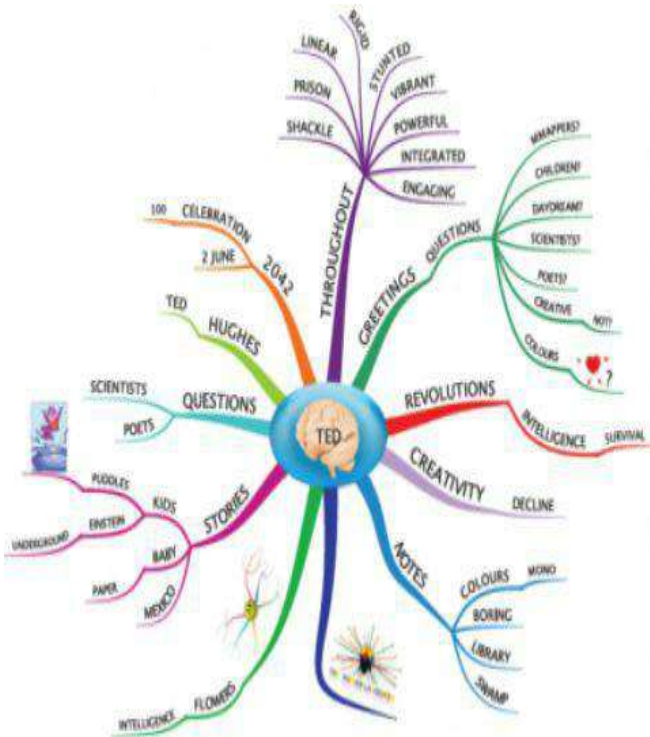 TED
THROUGHOUT
SHACKLE
PRISON
LINEAR
RIGID
STUNTED
VIBRANT
POWERFUL
INTEGRATED
ENGAGING
GREETINGS
QUESTIONS
MMAPPERS?
CHILDREN?
DAYDREAM?
SCIENTISTS?
POETS?
CREATIVE
NOT?
COLOURS
?
REVOLUTIONS
INTELLIGENCE
SURVIVAL
CREATIVITY
DECLINE
NOTES
COLOURS
MONO
BORING
LIBRARY
SWAMP
FLOWERS
INTELLIGENCE
STORIES
KIDS
PUDDLES
EINSTEIN
UNDERGROUND
BABY
PAPER
MEXICO
QUESTIONS
SCIENTISTS
POETS
HUGHES
TED
2042
CELEBRATION
100
2 JUNE